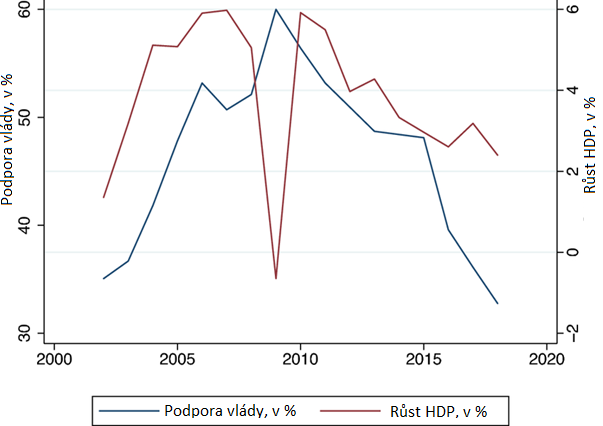 Podpora vlády, v %
60
50
40
30
Růst HDP, v %
6
4
2
0
-2
2000 2005 2010 2015 2020
Podpora vlády, v % Růst HDP, v %